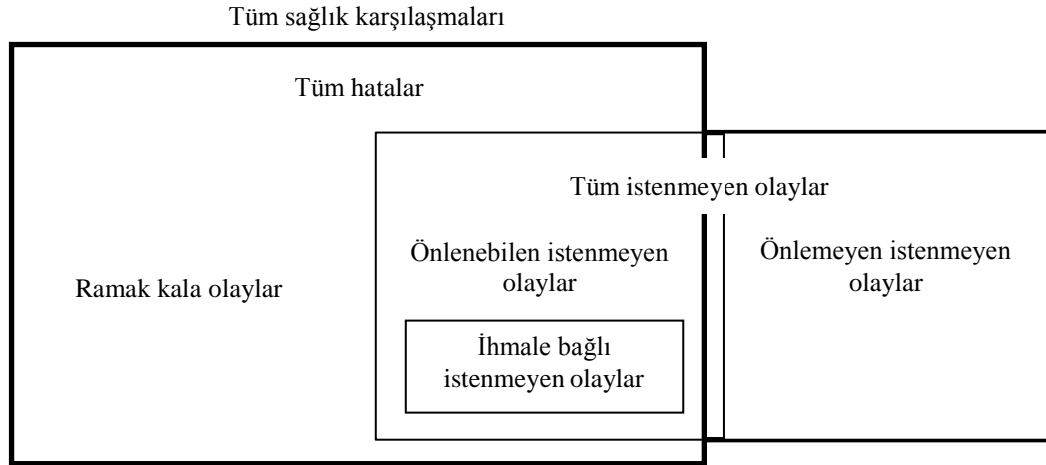 Tüm sağlık karşılaşmaları
Tüm hatalar
Tüm istenmeyen olaylar
Önlenebilen istenmeyen
olaylar
Önlemeyen istenmeyen
olaylar
Ramak kala olaylar
İhmale bağlı
istenmeyen olaylar